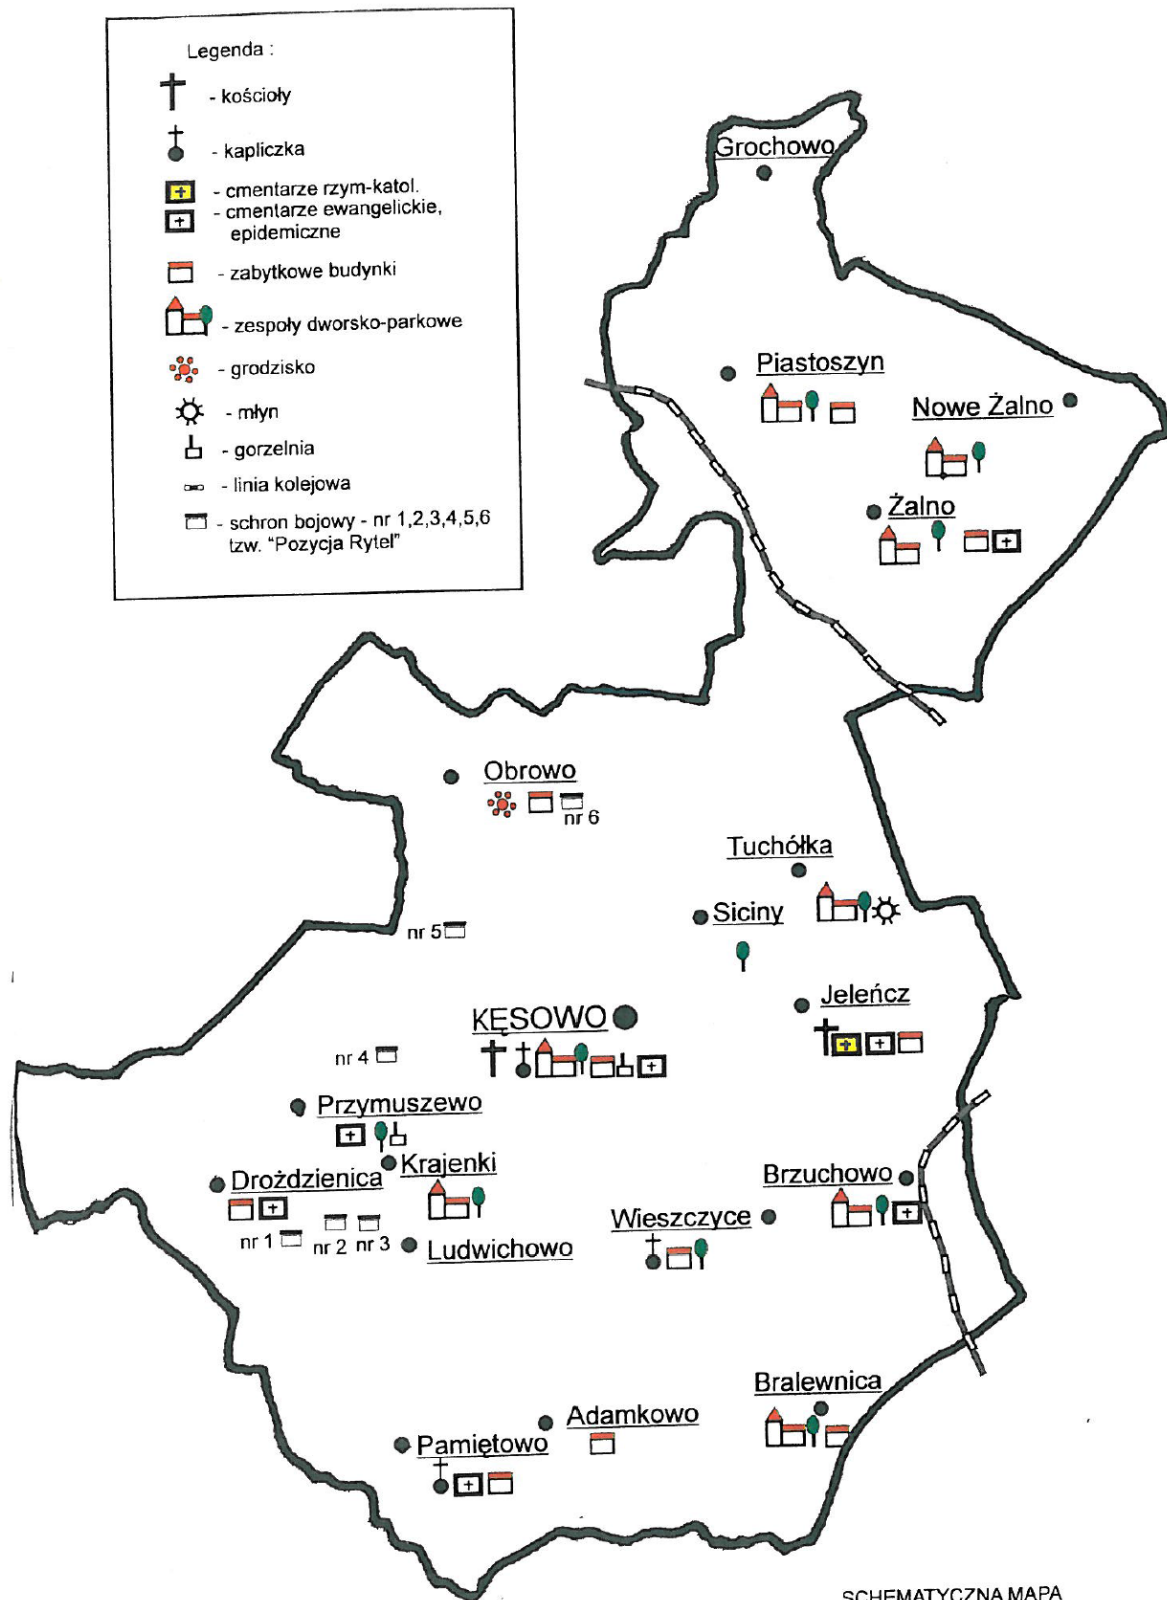 Legenda :
- kościoły
- kapliczka
- cmentarze rzym-katol.
- cmentarze ewangelickie,
epidemiczne
- zabytkowe budynki
- zespoły dworsko-parkowe
- grodzisko
- młyn
- gorzelnia
- linia kolejowa
- schron bojowy - nr 1,2,3,4,5,6
tzw. "Pozycja Rytel"
Grochowo
Piastoszyn
Nowe Żalno
Żalno
Obrowo
nr 6
Tuchółka
Siciny
nr 5
Jeleńcz
KĘSOWO
nr 4
Przymuszewo
Krajenki
Drożdzienica
Brzuchowo
Wieszczyce
nr 1
nr 2
nr 3
Ludwichowo
Bralewnica
Adamkowo
Pamiętowo
SCHEMATYCZNA MAPA